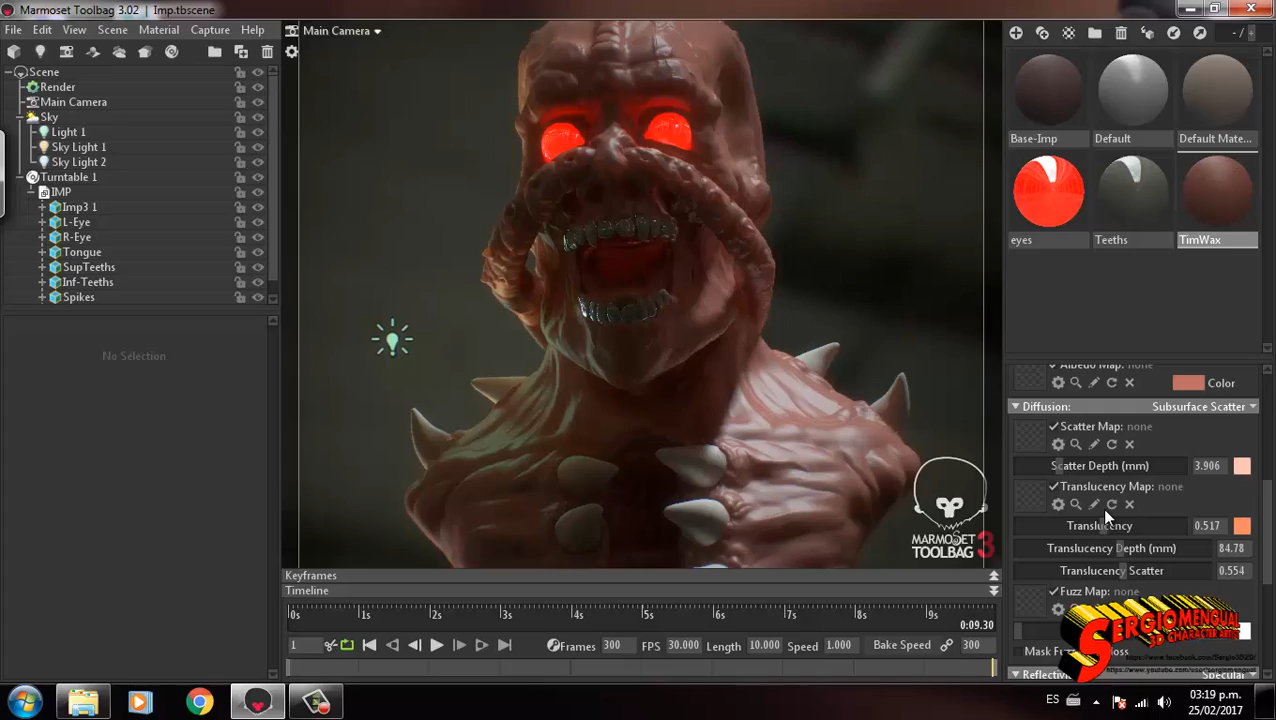 Marmoset Toolbag 3.02 | Imp.tbscene
File Edit View Scene Material Capture Help
- / +
Main Camera
Scene
Render
Main Camera
Sky
Light 1
Sky Light 1
Sky Light 2
Turntable 1
IMP
Imp3 1
L-Eye
R-Eye
Tongue
SupTeeths
Inf-Teeths
Spikes
No Selection
Base-Imp Default Default Mate...
eyes Teeths TimWax
Albedo Map: none
Color
Diffusion: Subsurface Scatter
Scatter Map: none
Scatter Depth (mm) 3.906
Translucency Map: none
Translucency 0.517
Translucency Depth (mm) 84.78
Translucency Scatter 0.554
Fuzz Map: none
Reflectivity Specular
MARMOSET
TOOLBAG 3
SERGIOMENGUAL
3D CHARACTER ARTIST
Keyframes
Timeline
0s 1s 2s 3s 4s 5s 6s 7s 8s 9s
0:09.30
1 Frames 300 FPS 30.000 Length 10.000 Speed 1.000 Bake Speed 300
ES
03:19 p.m.
25/02/2017